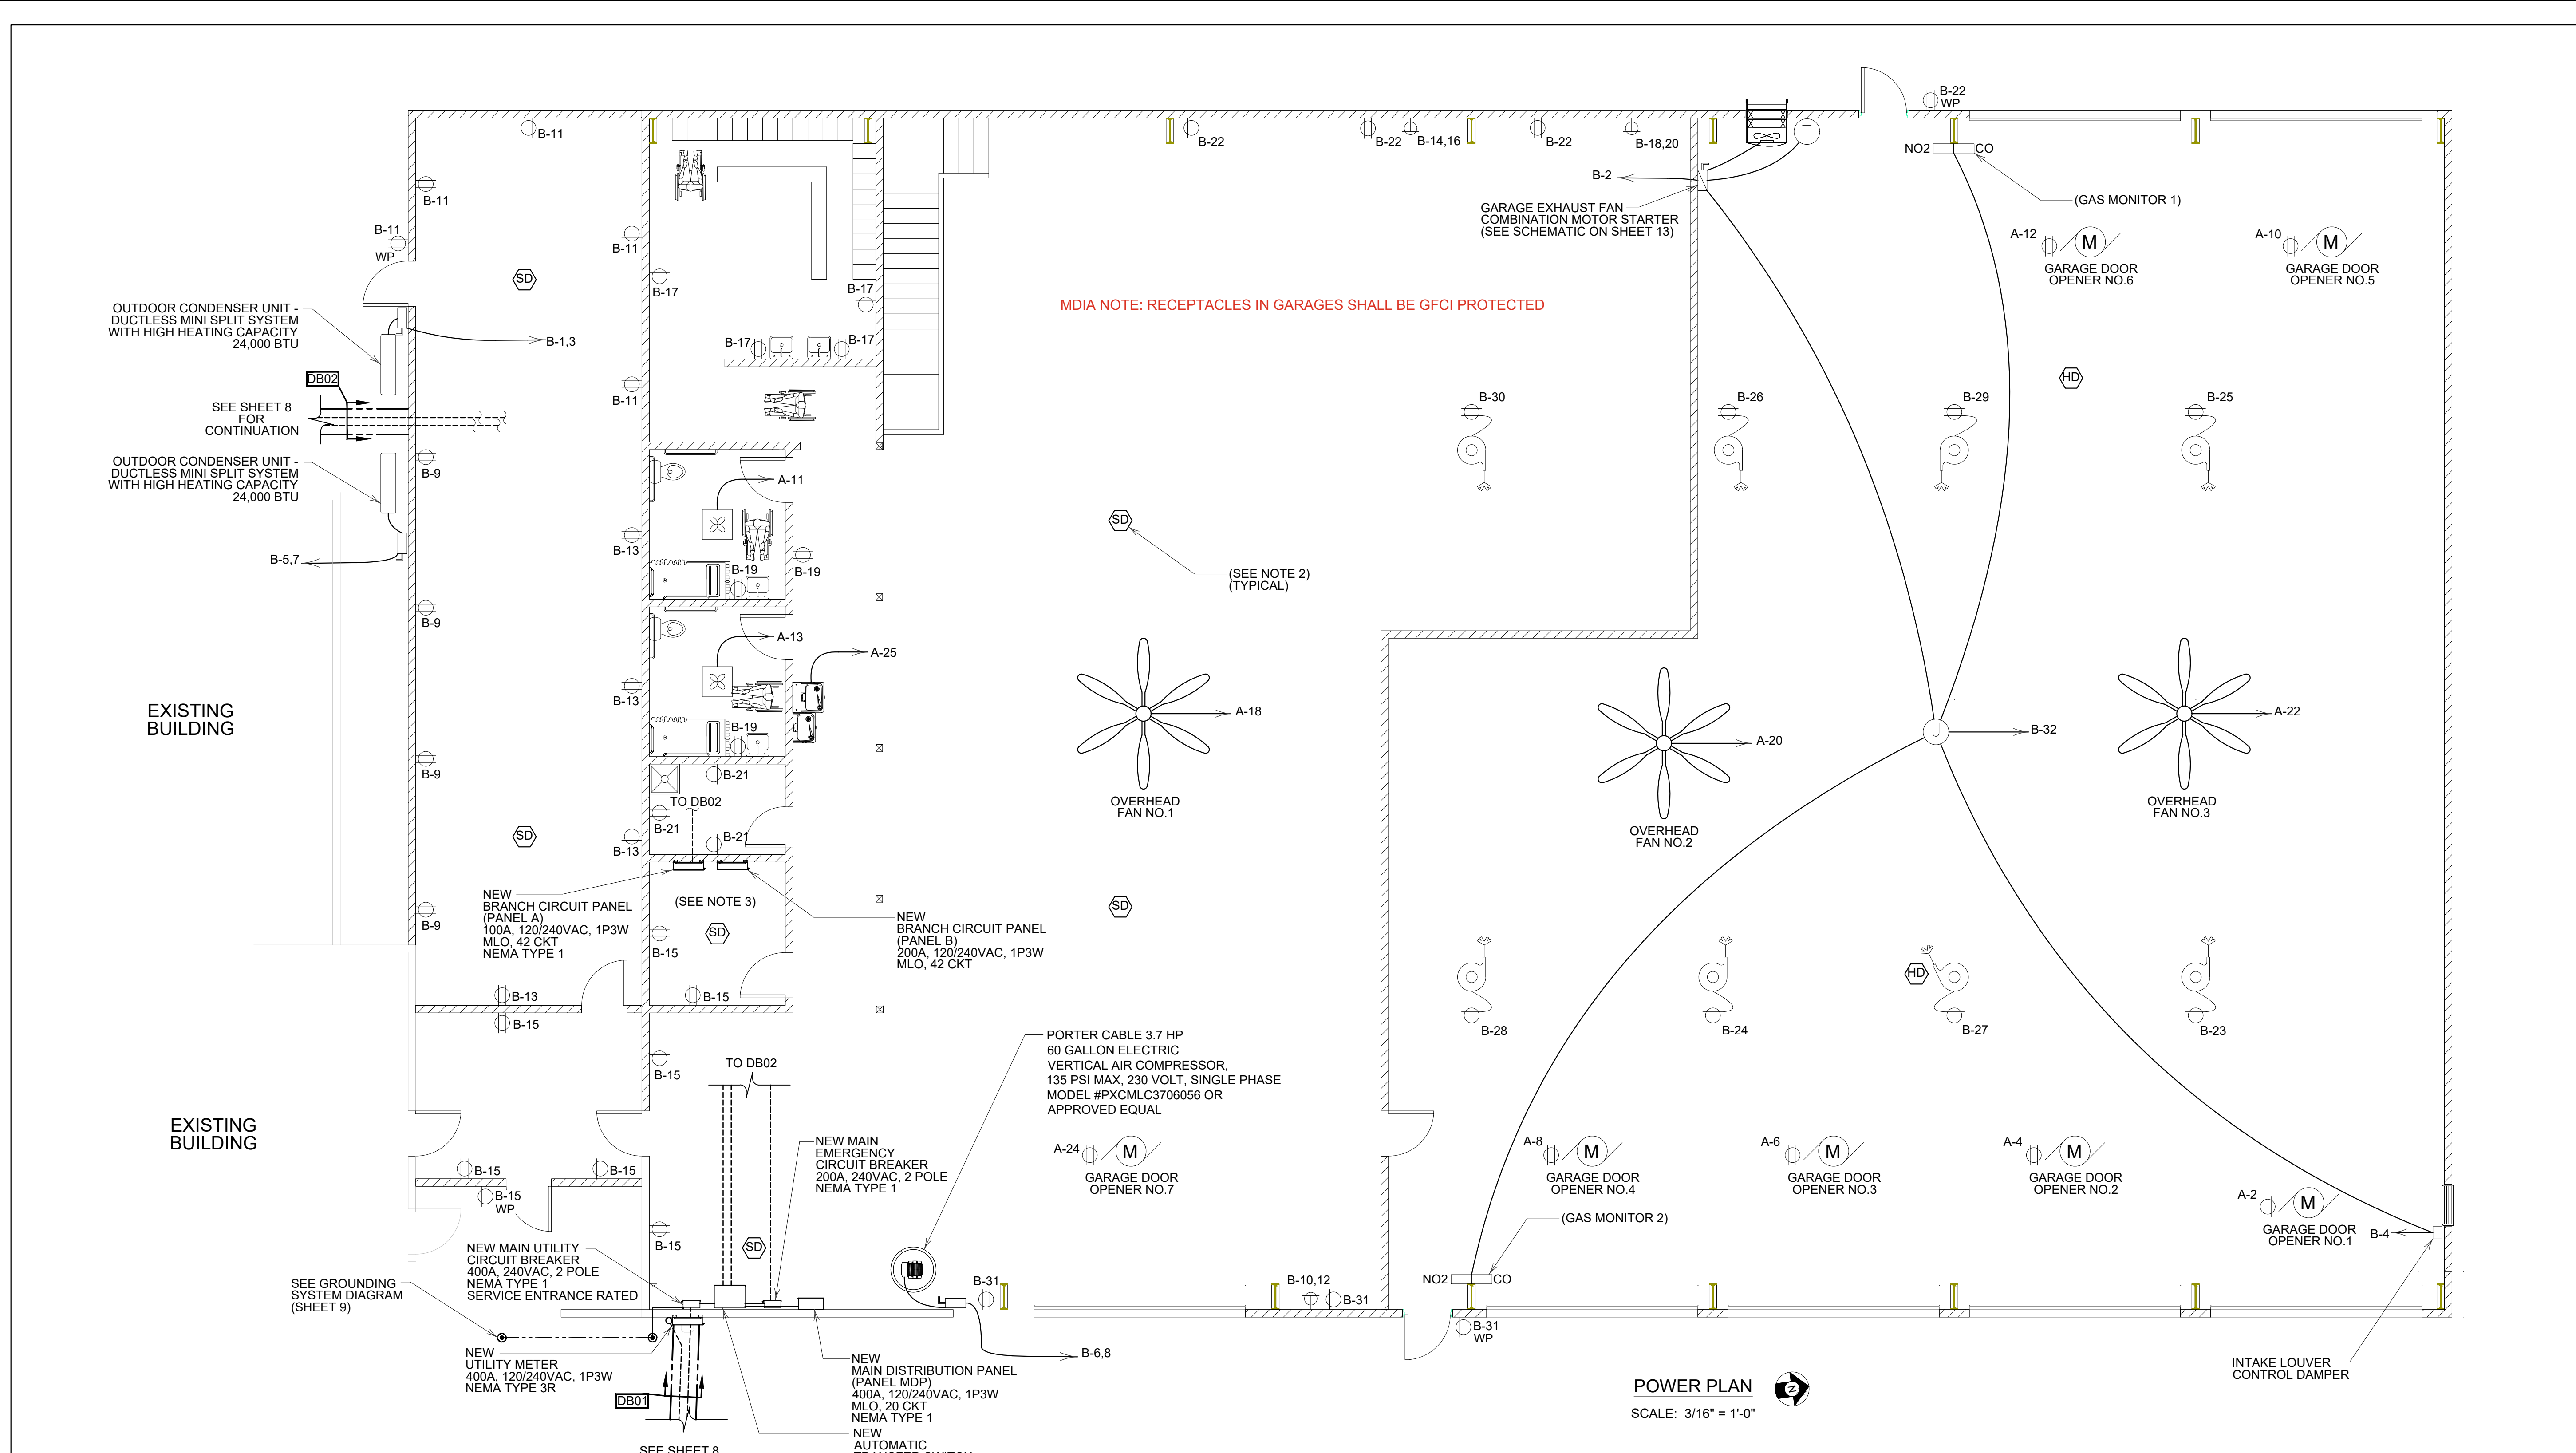 B-11
B-22
B-22
B-14,16
B-22
B-18,20
T
B-22
WP
NO2
CO
B-2
GARAGE EXHAUST FAN
COMBINATION MOTOR STARTER
(SEE SCHEMATIC ON SHEET 13)
(GAS MONITOR 1)
B-11
B-11
WP
B-11
SD
B-17
B-17
A-12
M
GARAGE DOOR
OPENER NO.6
A-10
M
GARAGE DOOR
OPENER NO.5
OUTDOOR CONDENSER UNIT -
DUCTLESS MINI SPLIT SYSTEM
WITH HIGH HEATING CAPACITY
24,000 BTU
B-1,3
B-17
B-17
MDIA NOTE: RECEPTACLES IN GARAGES SHALL BE GFCI PROTECTED
DB02
SEE SHEET 8
FOR
CONTINUATION
B-11
HD
B-30
B-26
B-29
B-25
OUTDOOR CONDENSER UNIT -
DUCTLESS MINI SPLIT SYSTEM
WITH HIGH HEATING CAPACITY
24,000 BTU
B-9
A-11
SD
B-5,7
B-13
B-19
B-19
(SEE NOTE 2)
(TYPICAL)
B-9
A-13
A-25
B-13
B-19
EXISTING
BUILDING
A-18
A-20
J
B-32
A-22
B-9
B-21
TO DB02
B-21
B-21
OVERHEAD
FAN NO.1
OVERHEAD
FAN NO.2
OVERHEAD
FAN NO.3
SD
B-13
NEW
BRANCH CIRCUIT PANEL
(PANEL A)
100A, 120/240VAC, 1P3W
MLO, 42 CKT
NEMA TYPE 1
(SEE NOTE 3)
SD
NEW
BRANCH CIRCUIT PANEL
(PANEL B)
200A, 120/240VAC, 1P3W
MLO, 42 CKT
SD
B-9
B-15
HD
B-13
B-15
B-15
B-28
B-24
B-27
B-23
PORTER CABLE 3.7 HP
60 GALLON ELECTRIC
VERTICAL AIR COMPRESSOR,
135 PSI MAX, 230 VOLT, SINGLE PHASE
MODEL #PXCMLC3706056 OR
APPROVED EQUAL
TO DB02
B-15
EXISTING
BUILDING
NEW MAIN
EMERGENCY
CIRCUIT BREAKER
200A, 240VAC, 2 POLE
NEMA TYPE 1
A-24
M
GARAGE DOOR
OPENER NO.7
A-8
M
GARAGE DOOR
OPENER NO.4
A-6
M
GARAGE DOOR
OPENER NO.3
A-4
M
GARAGE DOOR
OPENER NO.2
A-2
M
GARAGE DOOR
OPENER NO.1
B-4
B-15
B-15
B-15
WP
B-15
SD
(GAS MONITOR 2)
NEW MAIN UTILITY
CIRCUIT BREAKER
400A, 240VAC, 2 POLE
NEMA TYPE 1
SERVICE ENTRANCE RATED
SEE GROUNDING
SYSTEM DIAGRAM
(SHEET 9)
B-31
B-10,12
B-31
NO2
CO
B-31
WP
B-6,8
NEW
UTILITY METER
400A, 120/240VAC, 1P3W
NEMA TYPE 3R
DB01
NEW
MAIN DISTRIBUTION PANEL
(PANEL MDP)
400A, 120/240VAC, 1P3W
MLO, 20 CKT
NEMA TYPE 1
INTAKE LOUVER
CONTROL DAMPER
POWER PLAN
N
SCALE: 3/16" = 1'-0"
NEW
AUTOMATIC
TRANSFER SWITCH
SEE SHEET 8